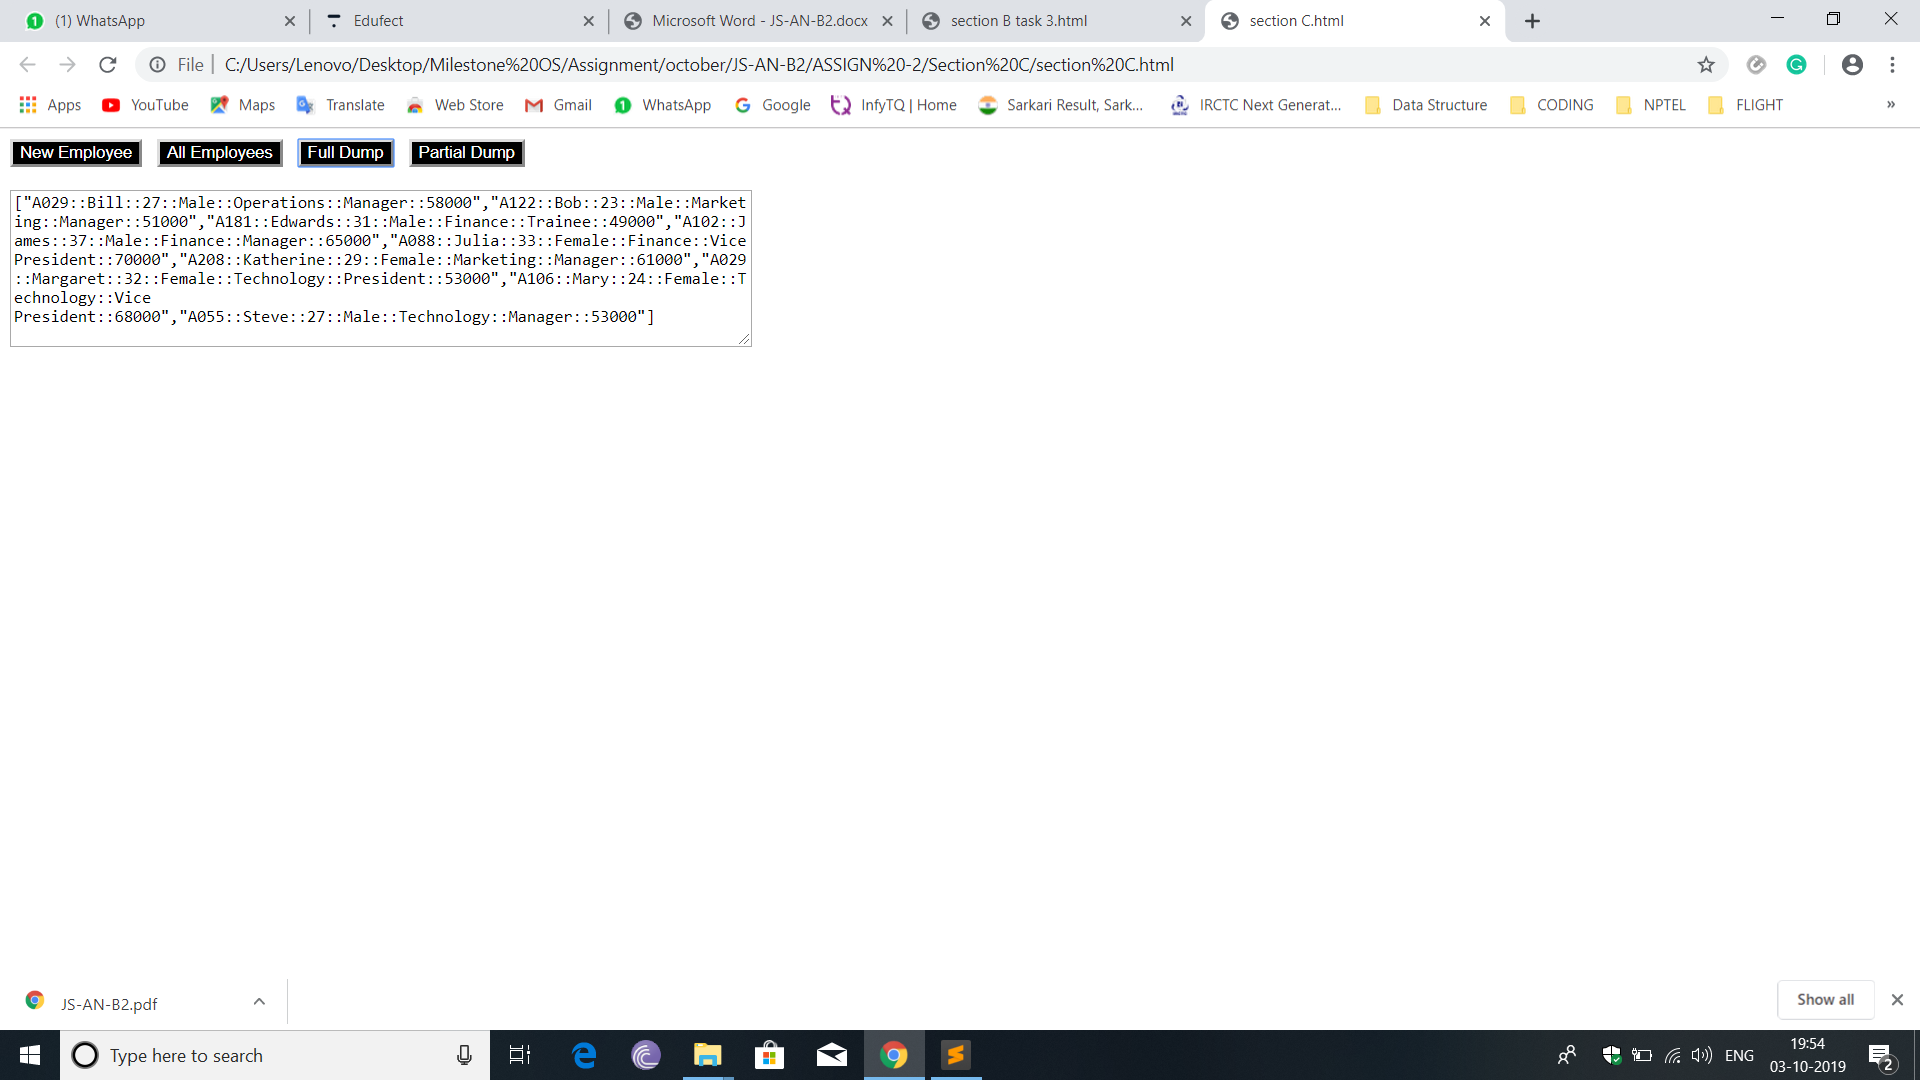 (1) WhatsApp
Edufect
Microsoft Word - JS-AN-B2.docx
section B task 3.html
section C.html
File
C:/Users/Lenovo/Desktop/Milestone%20OS/Assignment/october/JS-AN-B2/ASSIGN%20-2/Section%20C/section%20C.html
Apps
YouTube
Maps
Translate
Web Store
Gmail
WhatsApp
Google
InfyTQ | Home
Sarkari Result, Sark...
IRCTC Next Generat...
Data Structure
CODING
NPTEL
FLIGHT
»
New Employee
All Employees
Full Dump
Partial Dump
["A029::Bill::27::Male::Operations::Manager::58000","A122::Bob::23::Male::Market
ing::Manager::51000","A181::Edwards::31::Male::Finance::Trainee::49000","A102::J
ames::37::Male::Finance::Manager::65000","A088::Julia::33::Female::Finance::Vice
President::70000","A208::Katherine::29::Female::Marketing::Manager::61000","A029
::Margaret::32::Female::Technology::President::53000","A106::Mary::24::Female::T
echnology::Vice
President::68000","A055::Steve::27::Male::Technology::Manager::53000"]
JS-AN-B2.pdf
Show all
Type here to search
ENG
19:54
03-10-2019
2